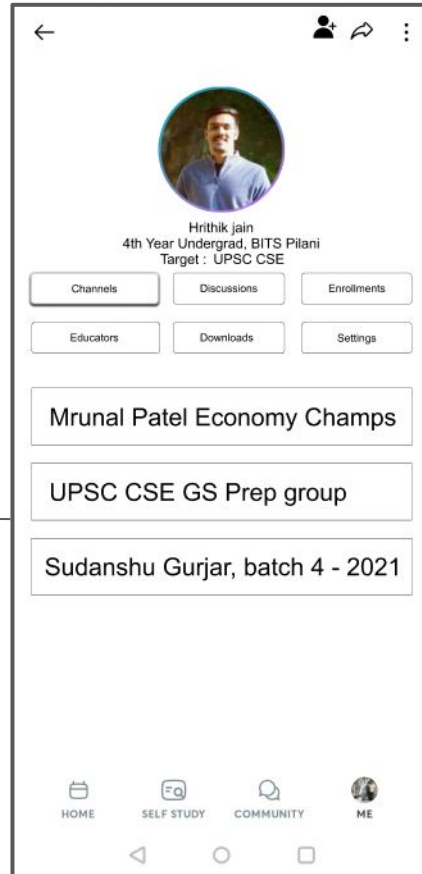 Hrithik jain
4th Year Undergrad, BITS Pilani
Target : UPSC CSE
Channels Discussions Enrollments
Educators Downloads Settings
Mrunal Patel Economy Champs
UPSC CSE GS Prep group
Sudanshu Gurjar, batch 4 - 2021
HOME SELF STUDY COMMUNITY ME